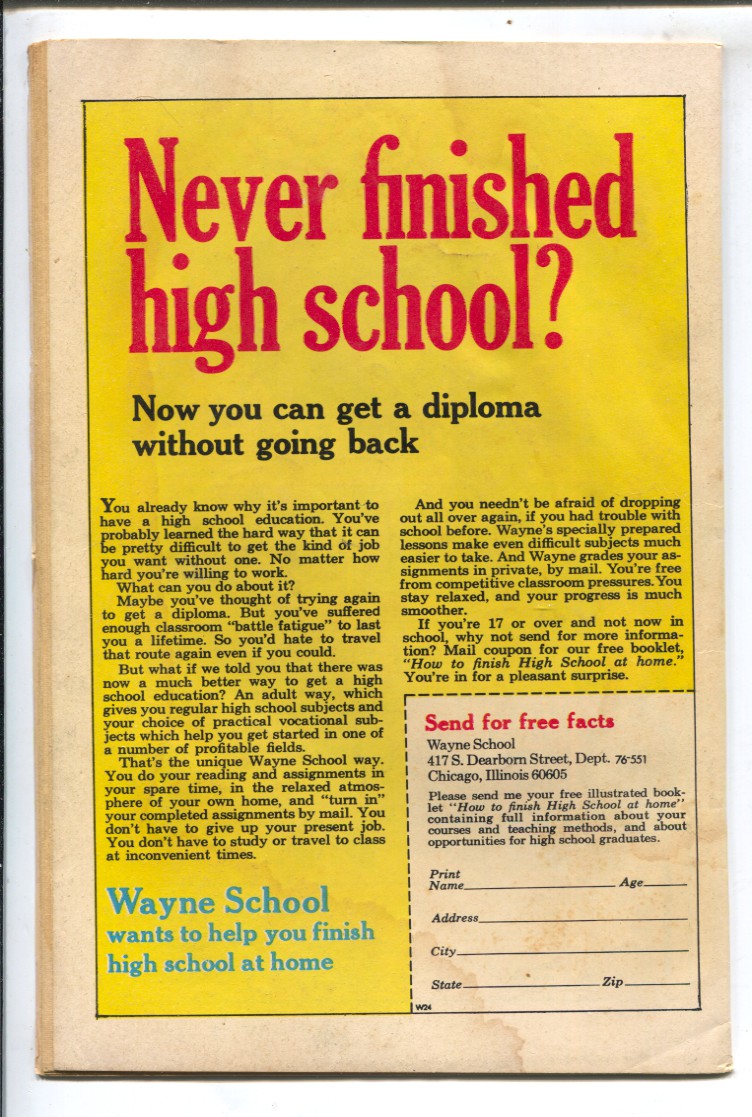 Never finished
high school?
Now you can get a diploma
without going back
You already know why it's important to
have a high school education. You've
probably learned the hard way that it can
be pretty difficult to get the kind of job
you want without one. No matter how
hard you're willing to work.
What can you do about it?
Maybe you've thought of trying again
to get a diploma. But you've suffered
enough classroom "battle fatigue" to last
you a lifetime. So you'd hate to travel
that route again even if you could.
But what if we told you that there was
now a much better way to get a high
school education? An adult way, which
gives you regular high school subjects and
your choice of practical vocational sub-
jects which help you get started in one of
a number of profitable fields.
That's the unique Wayne School way.
You do your reading and assignments in
your spare time, in the relaxed atmos-
phere of your own home, and "turn in"
your completed assignments by mail. You
don't have to give up your present job.
You don't have to study or travel to class
at inconvenient times.
Wayne School
wants to help you finish
high school at home
And you needn't be afraid of dropping
out all over again, if you had trouble with
school before. Wayne's specially prepared
lessons make even difficult subjects much
easier to take. And Wayne grades your as-
signments in private, by mail. You're free
from competitive classroom pressures. You
stay relaxed, and your progress is much
smoother.
If you're 17 or over and not now in
school, why not send for more informa-
tion? Mail coupon for our free booklet,
"How to finish High School at home."
You're in for a pleasant surprise.
Send for free facts
Wayne School
417 S. Dearborn Street, Dept. 76-551
Chicago, Illinois 60605
Please send me your free illustrated book-
let "How to finish High School at home"
containing full information about your
courses and teaching methods, and about
opportunities for high school graduates.
Print
Name Age
Address
City
State Zip
W24